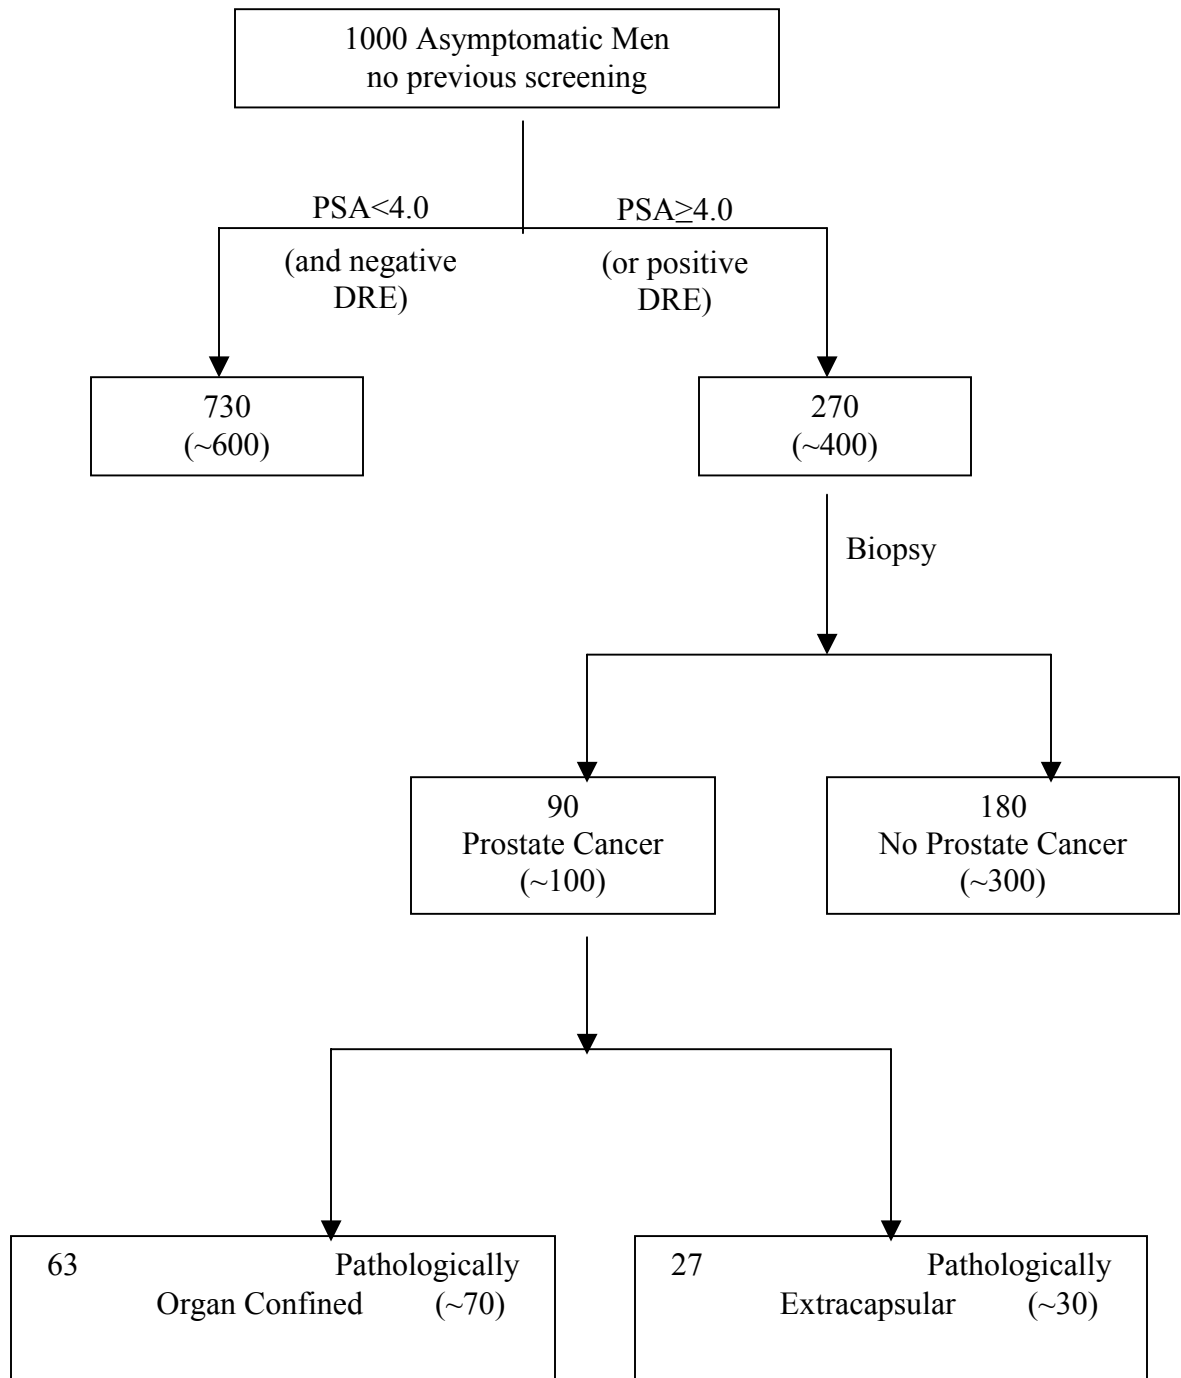 1000 Asymptomatic Men
no previous screening
PSA<4.0
(and negative
DRE)
PSA≥4.0
(or positive
DRE)
730
(~600)
270
(~400)
Biopsy
90
Prostate Cancer
(~100)
180
No Prostate Cancer
(~300)
63 Pathologically
Organ Confined (~70)
27 Pathologically
Extracapsular (~30)